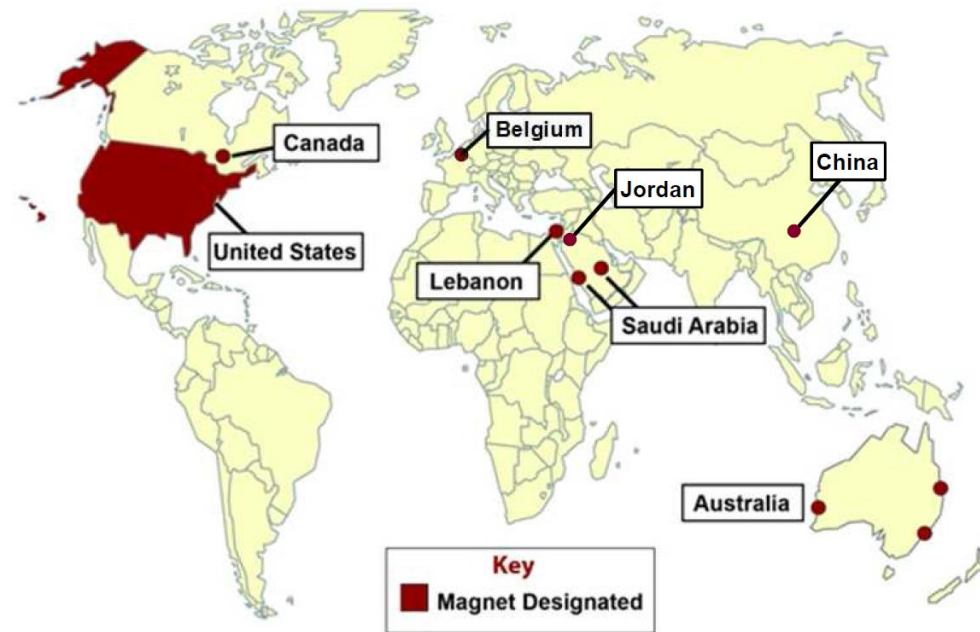 Canada
Belgium
China
Jordan
United States
Lebanon
Saudi Arabia
Australia
Key
Magnet Designated